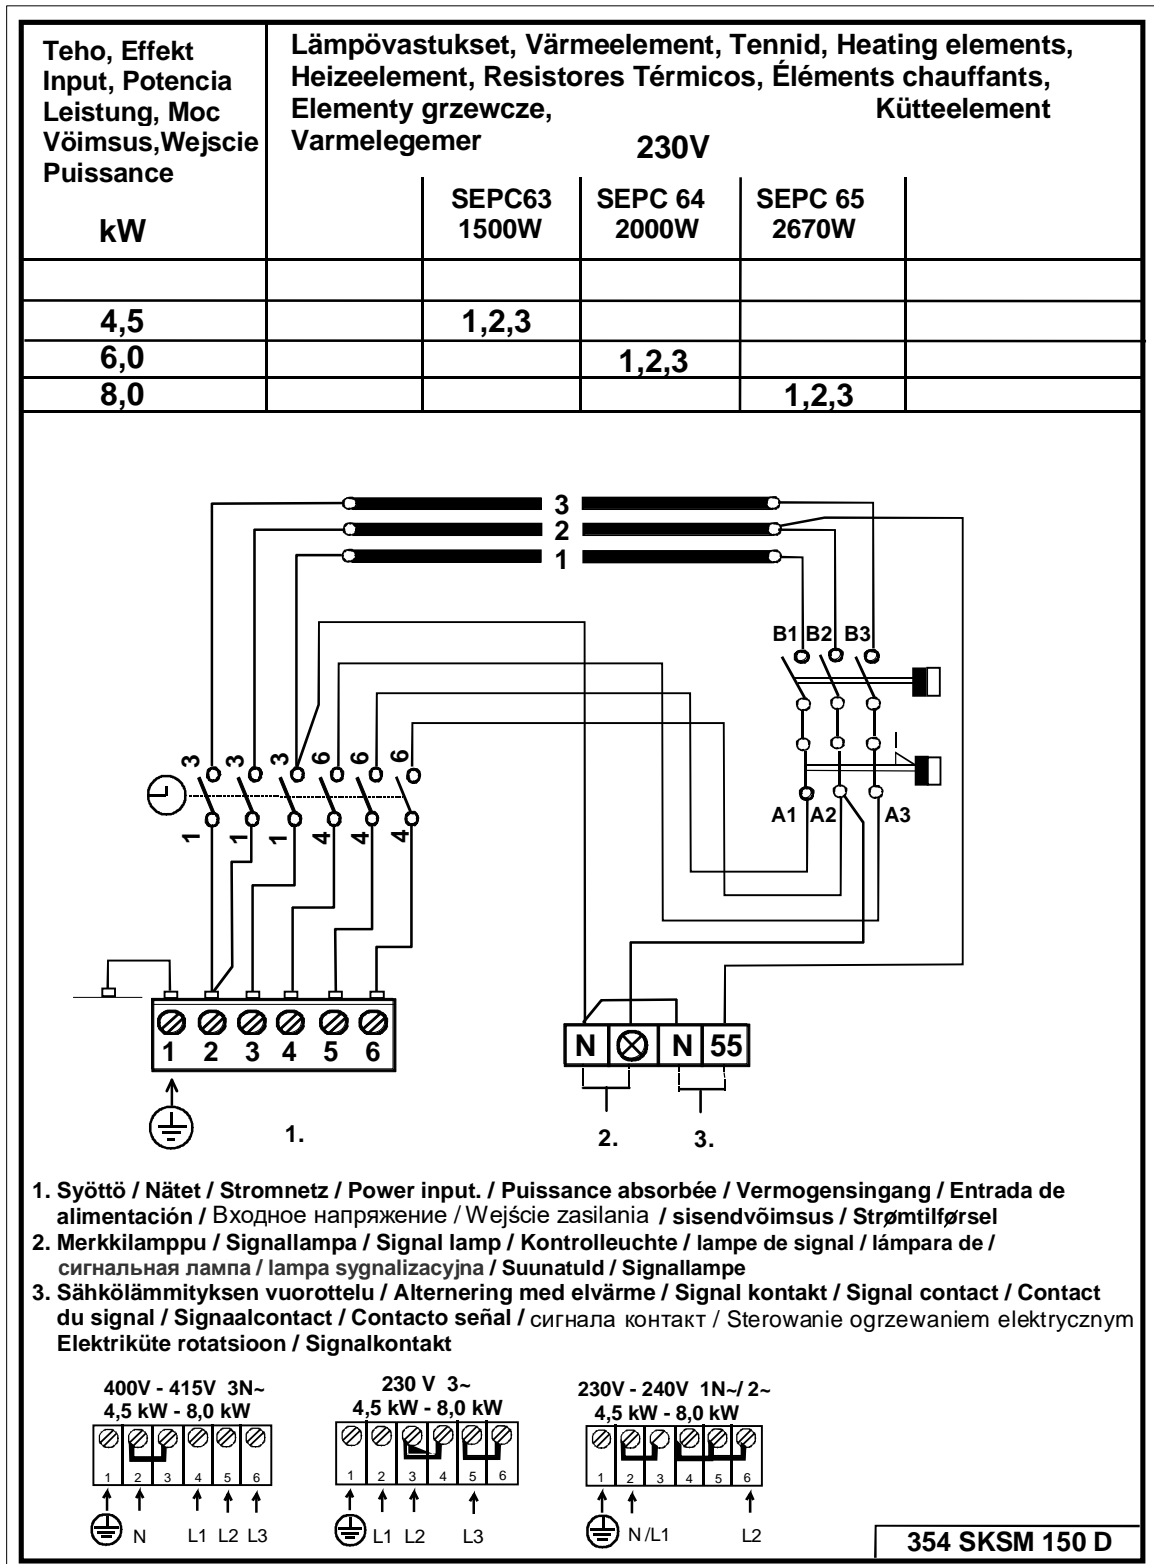 Teho, Effekt
Input, Potencia
Leistung, Moc
Vöimsus,Wejscie
Puissance
kW
Lämpövastukset, Värmeelement, Tennid, Heating elements,
Heizeelement, Resistores Térmicos, Éléments chauffants,
Elementy grzewcze, Kütteelement
Varmelegemer 230V
SEPC63 SEPC 64 SEPC 65
1500W 2000W 2670W
4,5 1,2,3
6,0 1,2,3
8,0 1,2,3
3
2
1
B1 B2 B3
3 3 3 6 6 6
A1 A2 A3
1 1 1 4 4 4
N N 55
1 2 3 4 5 6
1. 2. 3.
1. Syöttö / Nätet / Stromnetz / Power input. / Puissance absorbée / Vermogensingang / Entrada de
alimentación / Входное напряжение / Wejście zasilania / sisendvõimsus / Strømtilførsel
2. Merkkilamppu / Signallampa / Signal lamp / Kontrolleuchte / lampe de signal / lámpara de /
сигнальная лампа / lampa sygnalizacyjna / Suunatuld / Signallampe
3. Sähkölämmityksen vuorottelu / Alternering med elvärme / Signal kontakt / Signal contact / Contact
du signal / Signaalcontact / Contacto señal / сигнала контакт / Sterowanie ogrzewaniem elektrycznym
Elektriküte rotatsioon / Signalkontakt
400V - 415V 3N~
4,5 kW - 8,0 kW
1 2 3 4 5 6
N L1 L2 L3
230 V 3~
4,5 kW - 8,0 kW
1 2 3 4 5 6
L1 L2 L3
230V - 240V 1N~/ 2~
4,5 kW - 8,0 kW
1 2 3 4 5 6
N /L1 L2
354 SKSM 150 D